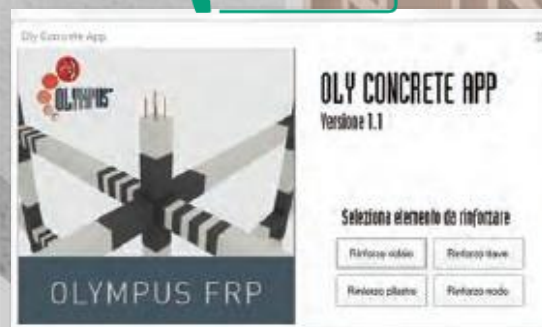 Oly Concrete App
OLYMPUS
OLY CONCRETE APP
Versione 1.1
Seleziona elemento da rinforzare
Rinforzo solaio
Rinforzo trave
Rinforzo pilastro
Rinforzo nodo
OLYMPUS FRP